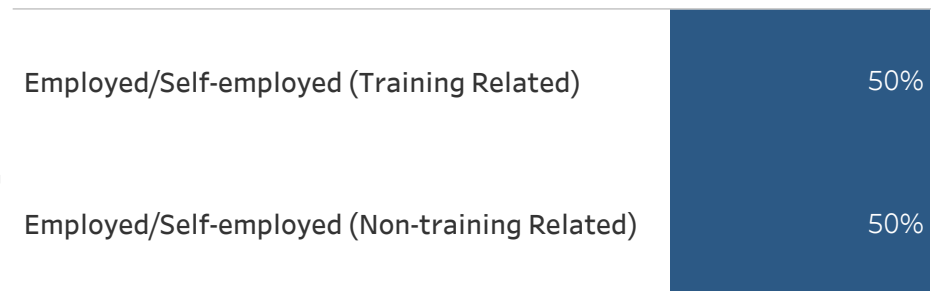 Employed/Self-employed (Training Related) 50%
Employed/Self-employed (Non-training Related) 50%